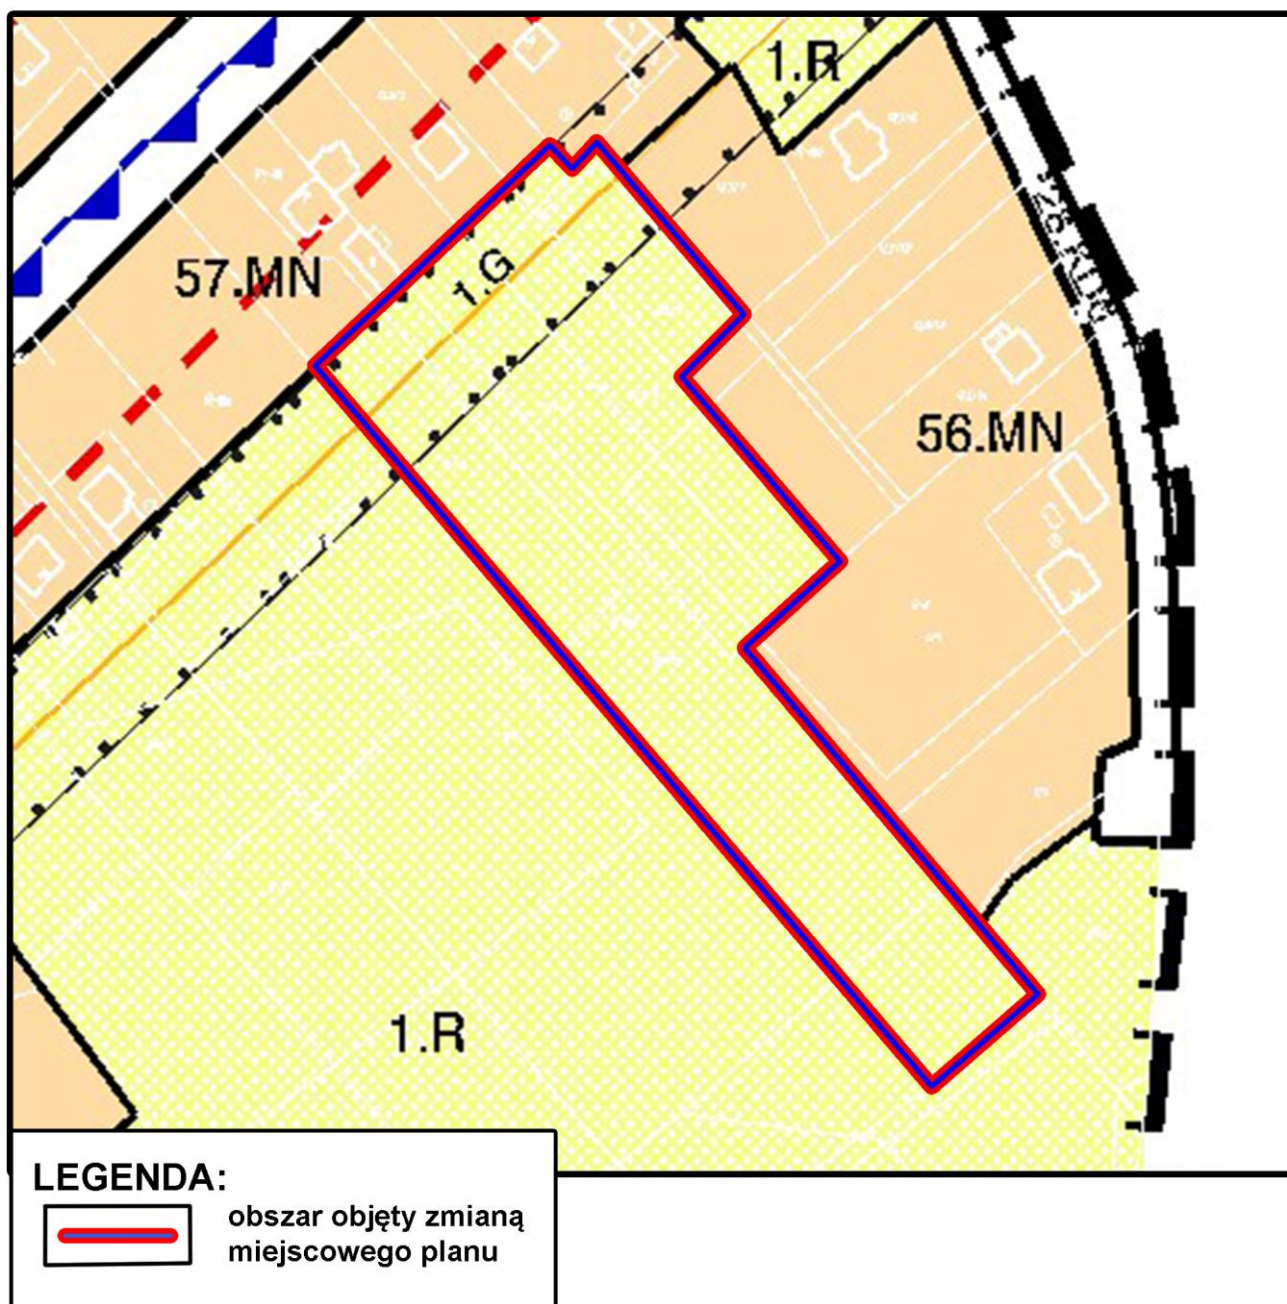 1.R
57.MN
1.G
56.MN
1.R
LEGENDA:
obszar objęty zmianą
miejscowego planu